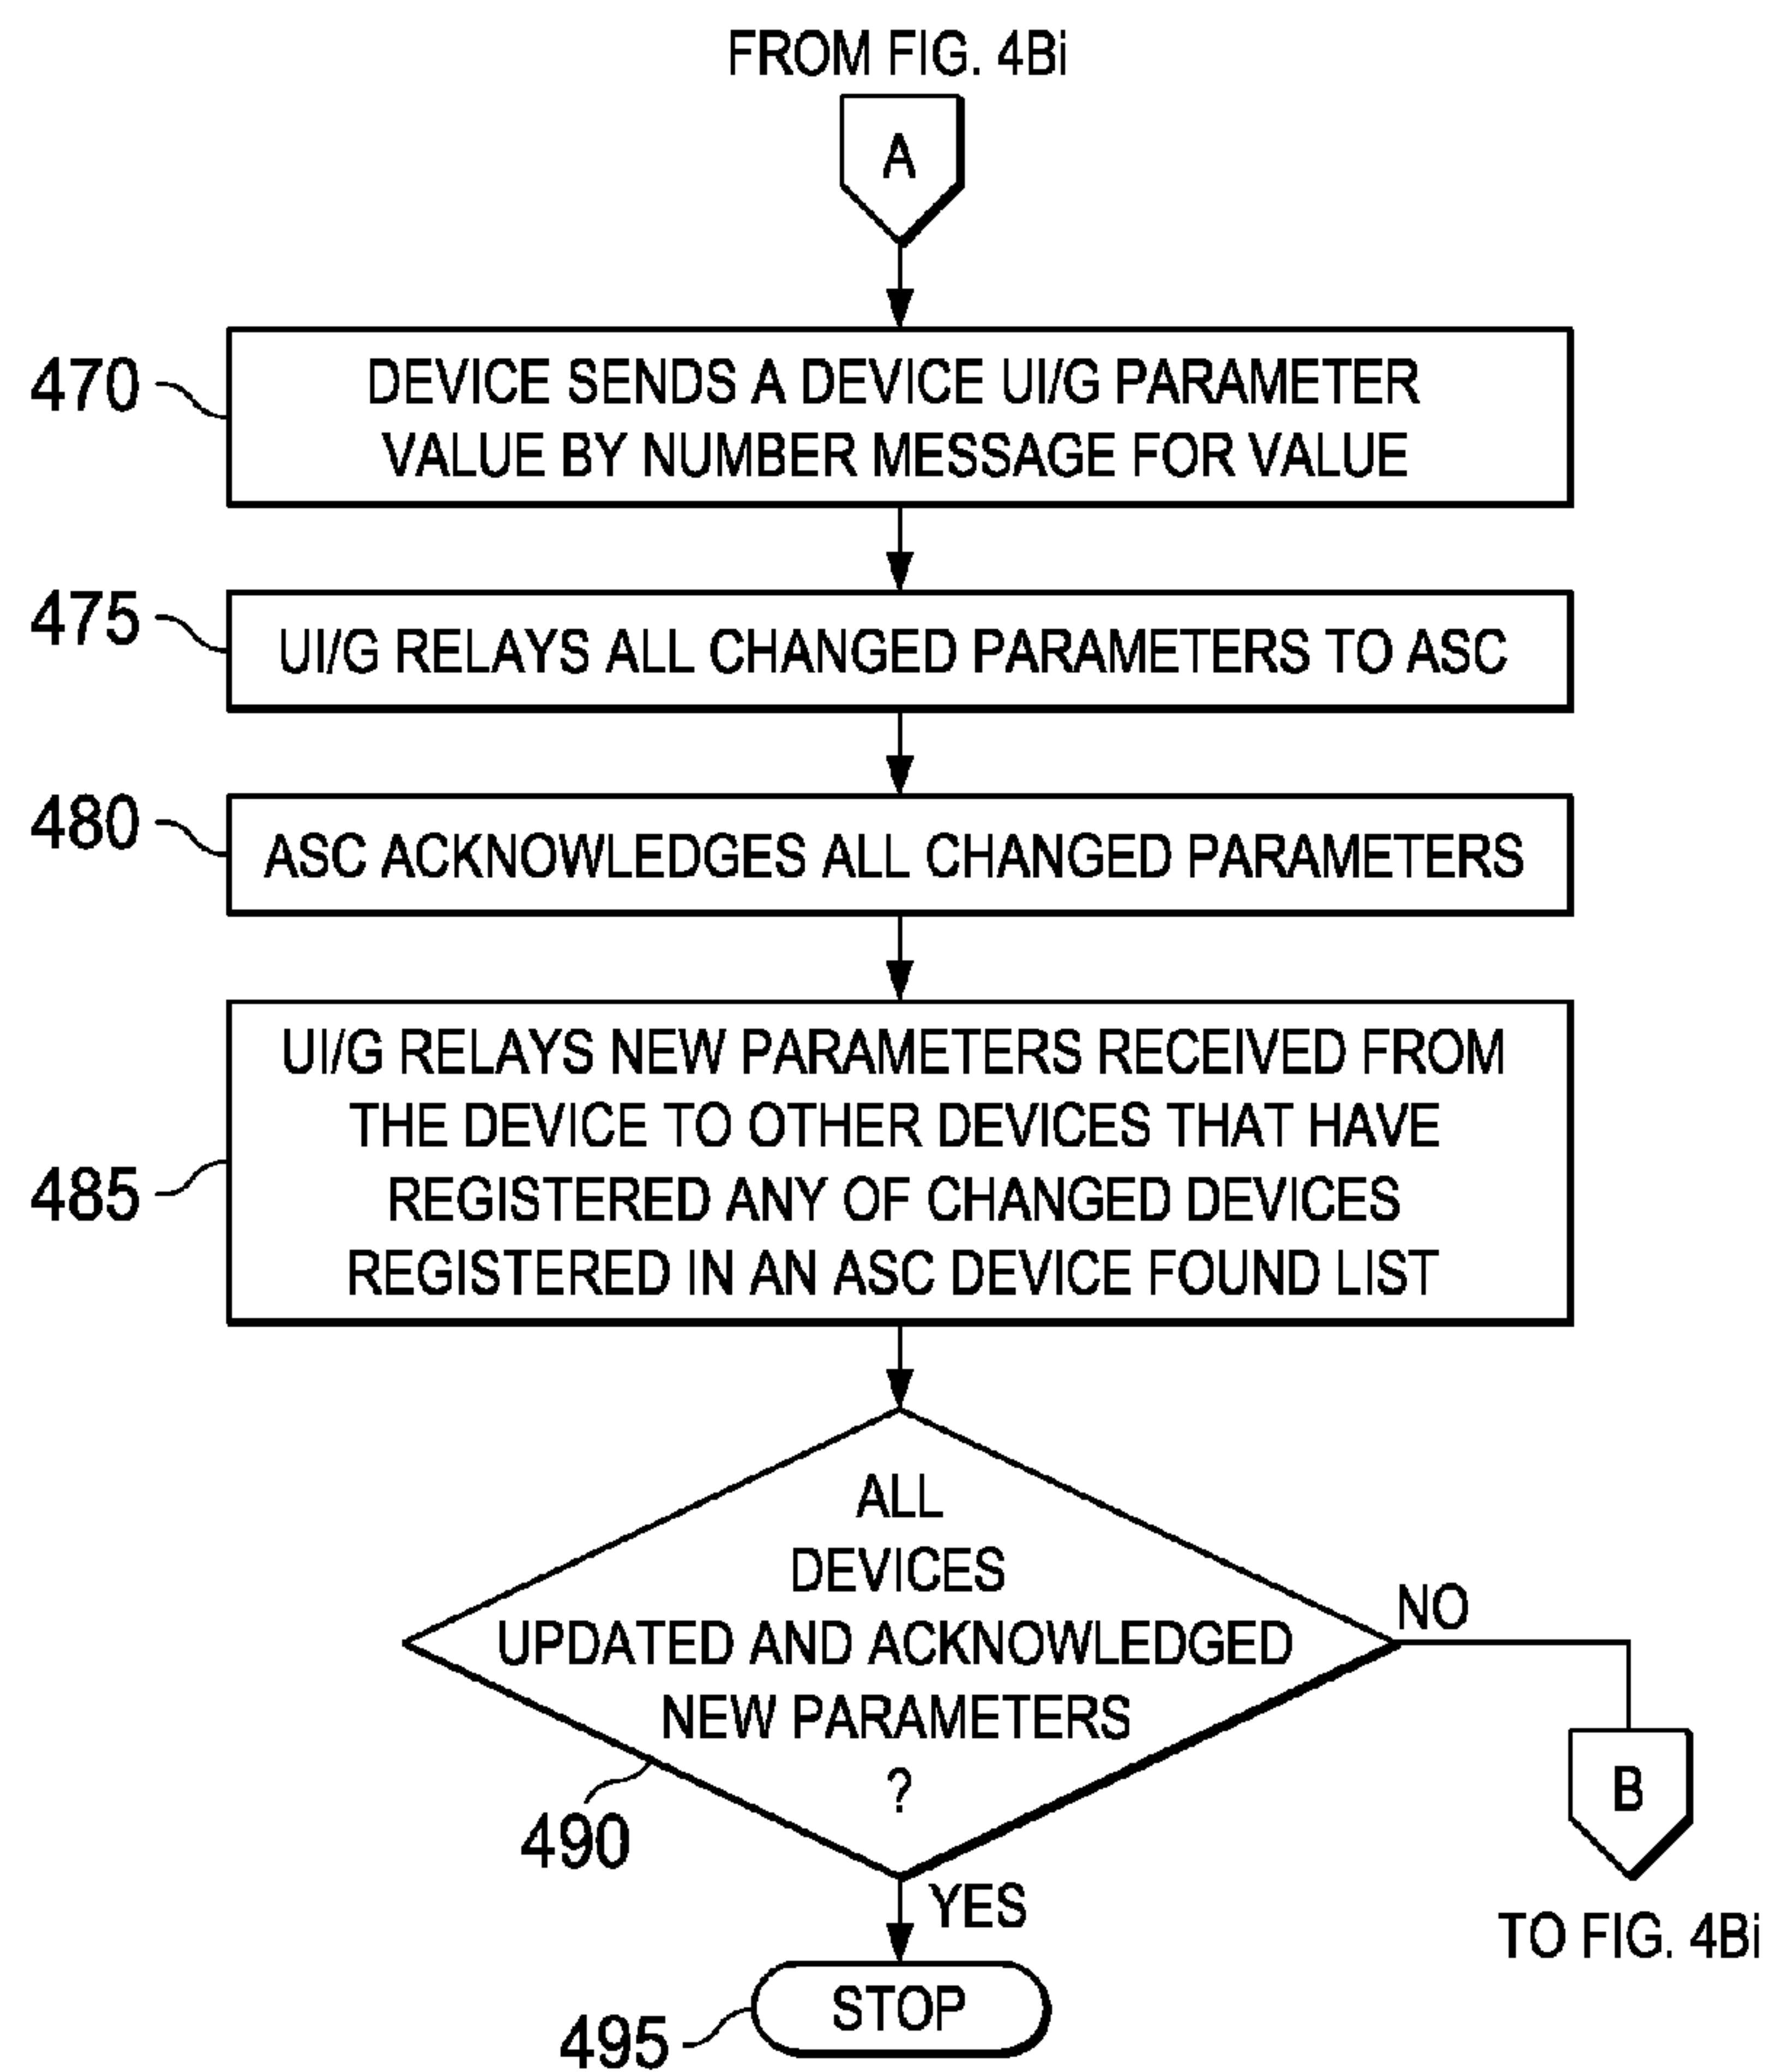 FROM FIG. 4Bi
A
470
DEVICE SENDS A DEVICE UI/G PARAMETER
VALUE BY NUMBER MESSAGE FOR VALUE
475
UI/G RELAYS ALL CHANGED PARAMETERS TO ASC
480
ASC ACKNOWLEDGES ALL CHANGED PARAMETERS
485
UI/G RELAYS NEW PARAMETERS RECEIVED FROM
THE DEVICE TO OTHER DEVICES THAT HAVE
REGISTERED ANY OF CHANGED DEVICES
REGISTERED IN AN ASC DEVICE FOUND LIST
ALL
DEVICES
UPDATED AND ACKNOWLEDGED
NEW PARAMETERS
?
490
NO
B
TO FIG. 4Bi
YES
STOP
495